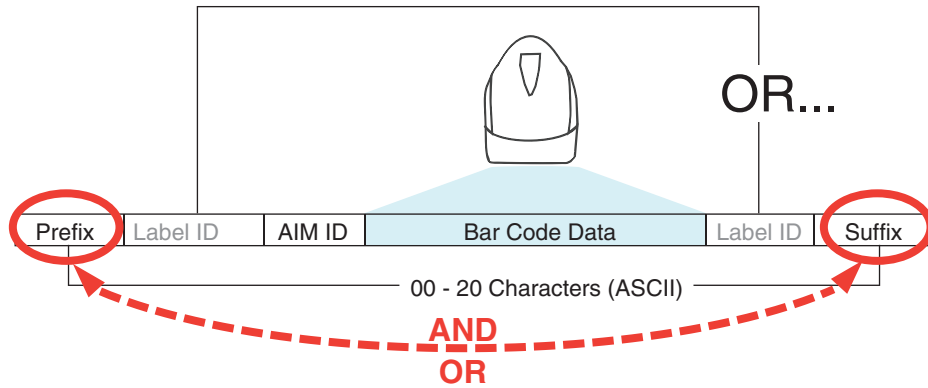 OR...
Prefix Label ID AIM ID Bar Code Data Label ID Suffix
00 - 20 Characters (ASCII)
AND
OR